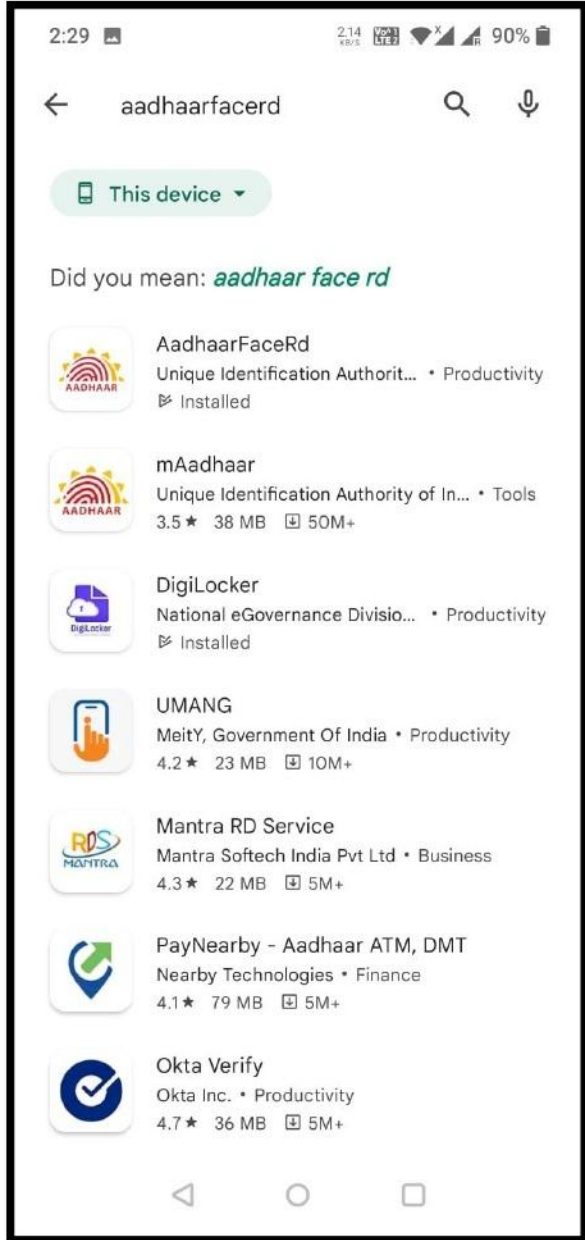 2:29
2.14 KB/S Vo 1 LTE 2 X R 90%
aadhaarfacerd
This device
Did you mean: aadhaar face rd
AadhaarFaceRd
AADHAAR
Unique Identification Authorit... • Productivity
Installed
mAadhaar
AADHAAR
Unique Identification Authority of In... • Tools
3.5★ 38 MB 50M+
DigiLocker
DigiLocker
National eGovernance Divisio... • Productivity
Installed
UMANG
MeitY, Government Of India • Productivity
4.2★ 23 MB 10M+
Mantra RD Service
RDS
MANTRA
Mantra Softech India Pvt Ltd • Business
4.3★ 22 MB 5M+
PayNearby - Aadhaar ATM, DMT
Nearby Technologies • Finance
4.1★ 79 MB 5M+
Okta Verify
Okta Inc. • Productivity
4.7★ 36 MB 5M+